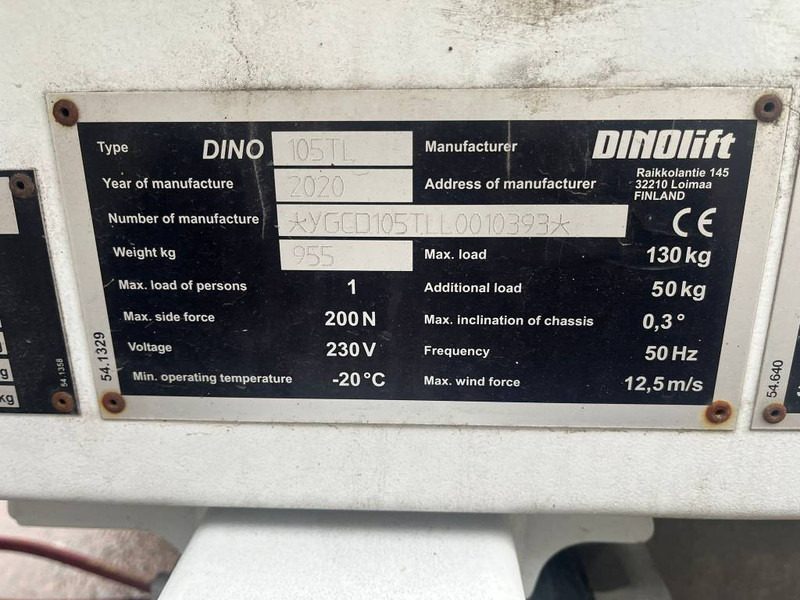 Type DINO 105TL Manufacturer DINOlift
Raikkolantie 145
Year of manufacture 2020 Address of manufacturer 32210 Loimaa
FINLAND
Number of manufacture *YGCD105TLL0010393* CE
Weight kg 955 Max. load 130 kg
Max. load of persons 1 Additional load 50 kg
Max. side force 200 N Max. inclination of chassis 0,3°
Voltage 230 V Frequency 50 Hz
Min. operating temperature -20°C Max. wind force 12,5 m/s
54.1329
54.1358
g
kg
54.640